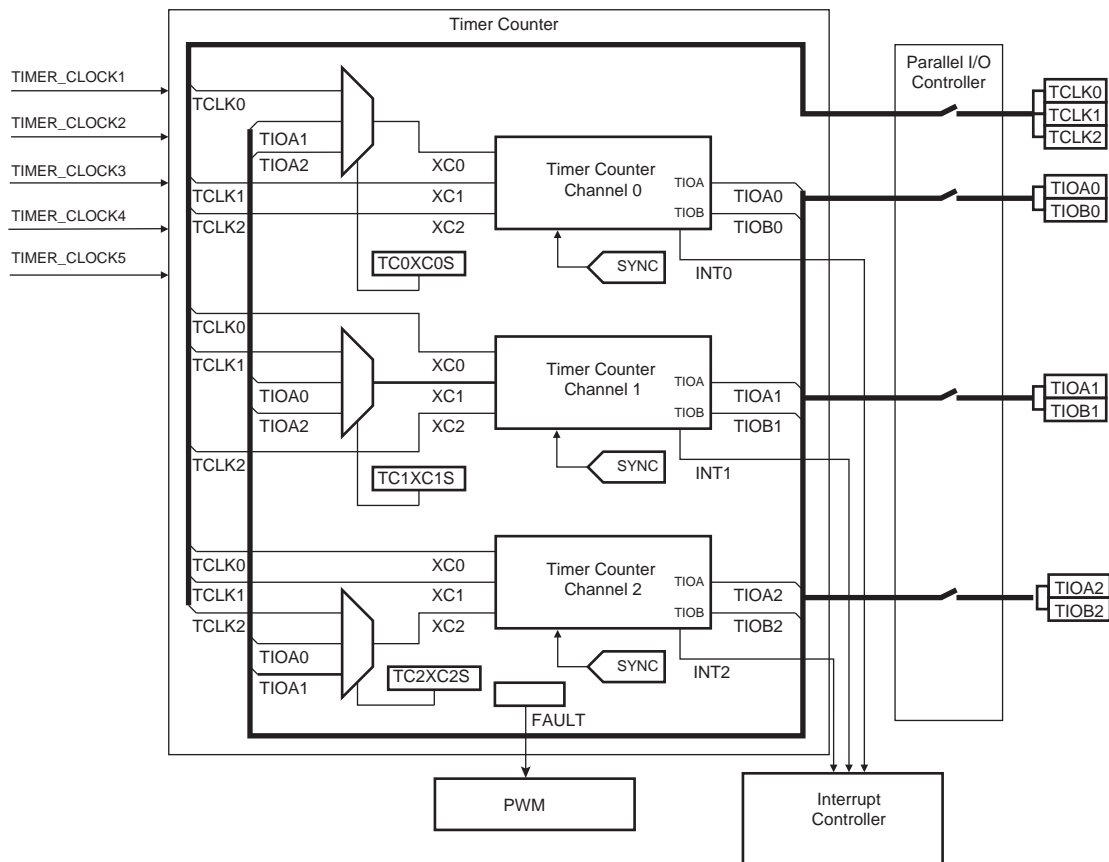 Timer Counter
TIMER_CLOCK1
TIMER_CLOCK2
TIMER_CLOCK3
TIMER_CLOCK4
TIMER_CLOCK5
TCLK0
TIOA1
TIOA2
TCLK1
TCLK2
XC0
XC1
XC2
Timer Counter
Channel 0
TIOA
TIOB
TIOA0
TIOB0
TC0XC0S
SYNC
INT0
TCLK0
TCLK1
TIOA0
TIOA2
TCLK2
XC0
XC1
XC2
Timer Counter
Channel 1
TIOA
TIOB
TIOA1
TIOB1
TC1XC1S
SYNC
INT1
TCLK0
TCLK1
TCLK2
TIOA0
TIOA1
XC0
XC1
XC2
Timer Counter
Channel 2
TIOA
TIOB
TIOA2
TIOB2
TC2XC2S
SYNC
INT2
FAULT
PWM
Parallel I/O
Controller
TCLK0
TCLK1
TCLK2
TIOA0
TIOB0
TIOA1
TIOB1
TIOA2
TIOB2
Interrupt
Controller